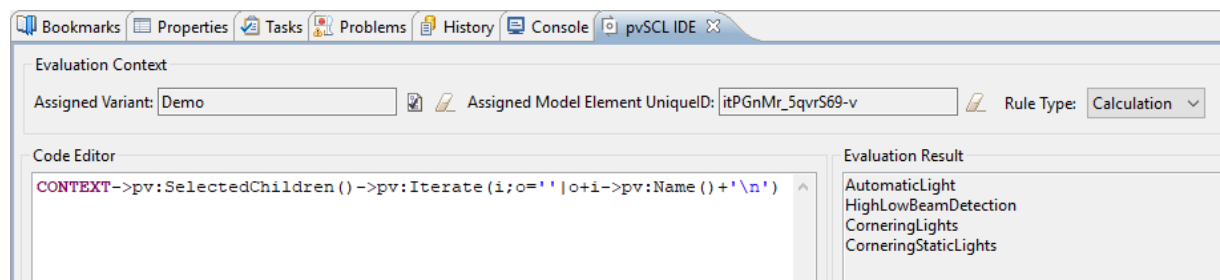 Bookmarks Properties Tasks Problems History Console pvSCL IDE
Evaluation Context
Assigned Variant: Demo Assigned Model Element UniqueID: itPGnMr_5qvrS69-v Rule Type: Calculation
Code Editor
CONTEXT->pv:SelectedChildren()->pv:Iterate(i;o=''|o+i->pv:Name()+'\n')
Evaluation Result
AutomaticLight
HighLowBeamDetection
CorneringLights
CorneringStaticLights